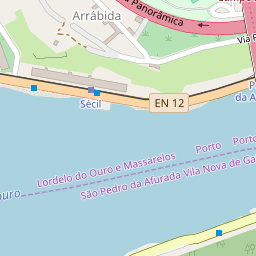 Campo
Arrábida
Panorâmica
Via
EN 12
P
da A
Sécil
Lordelo do Ouro e Massarelos
Porto
Porto
São Pedro da Afurada
Vila Nova de Ga
ouro